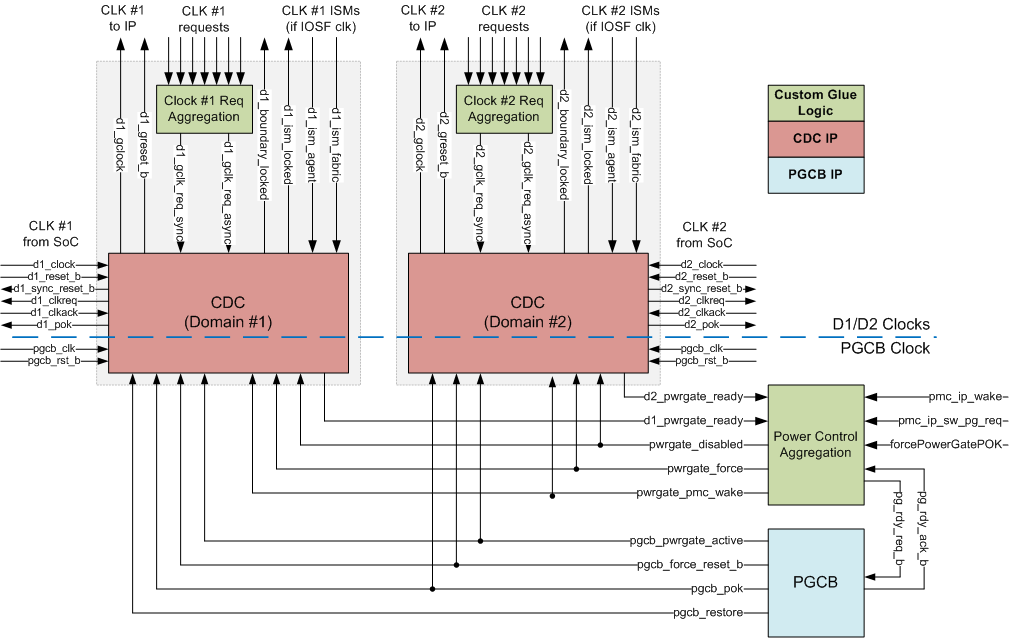 CLK #1
to IP
CLK #1
requests
CLK #1 ISMs
(if IOSF clk)
CLK #2
to IP
CLK #2
requests
CLK #2 ISMs
(if IOSF clk)
Clock #1 Req
Aggregation
Clock #2 Req
Aggregation
Custom Glue
Logic
CDC IP
PGCB IP
d1_gclock
d1_greset_b
d1_gclk_req_sync
d1_gclk_req_async
d1_boundary_locked
d1_ism_locked
d1_ism_agent
d1_ism_fabric
d2_gclock
d2_greset_b
d2_gclk_req_sync
d2_gclk_req_async
d2_boundary_locked
d2_ism_locked
d2_ism_agent
d2_ism_fabric
CLK #1
from SoC
CLK #2
from SoC
d1_clock
d1_reset_b
d1_sync_reset_b
d1_clkreq
d1_clkack
d1_pok
CDC
(Domain #1)
CDC
(Domain #2)
d2_clock
d2_reset_b
d2_sync_reset_b
d2_clkreq
d2_clkack
d2_pok
D1/D2 Clocks
PGCB Clock
pgcb_clk
pgcb_rst_b
pgcb_clk
pgcb_rst_b
d2_pwrgate_ready
d1_pwrgate_ready
pwrgate_disabled
pwrgate_force
pwrgate_pmc_wake
Power Control
Aggregation
pmc_ip_wake
pmc_ip_sw_pg_req
forcePowerGatePOK
pg_rdy_req_b
pg_rdy_ack_b
pgcb_pwrgate_active
pgcb_force_reset_b
pgcb_pok
pgcb_restore
PGCB